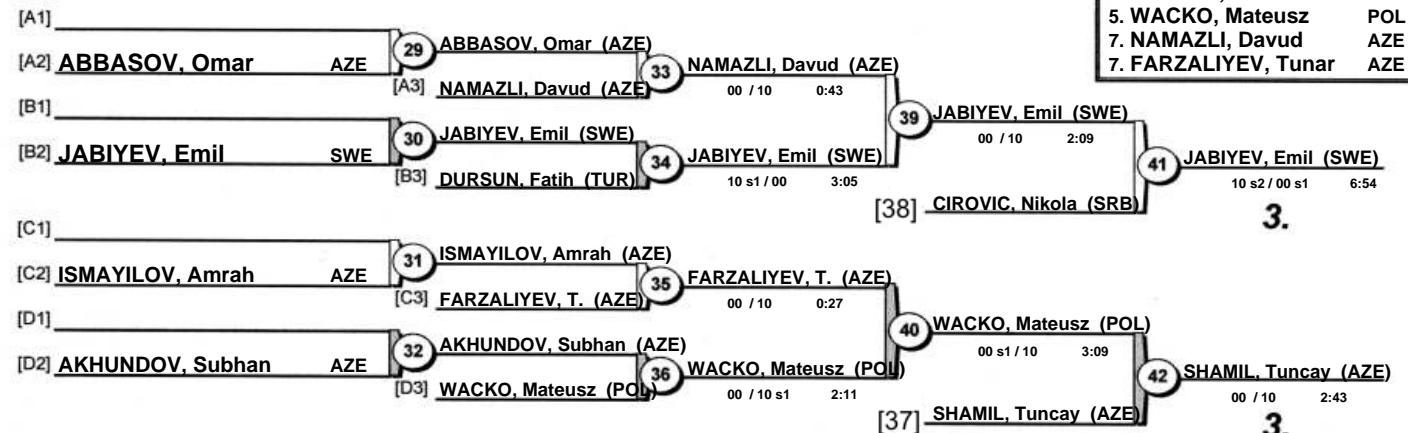 5. WACKO, Mateusz POL
7. NAMAZLI, Davud AZE
7. FARZALIYEV, Tunar AZE
[A1]
[A2] ABBASOV, Omar AZE
29
ABBASOV, Omar (AZE)
[A3] NAMAZLI, Davud (AZE)
33
NAMAZLI, Davud (AZE)
00 / 10 0:43
[B1]
[B2] JABIYEV, Emil SWE
30
JABIYEV, Emil (SWE)
[B3] DURSUN, Fatih (TUR)
34
JABIYEV, Emil (SWE)
10 s1 / 00 3:05
39
JABIYEV, Emil (SWE)
00 / 10 2:09
[38] CIROVIC, Nikola (SRB)
41
JABIYEV, Emil (SWE)
10 s2 / 00 s1 6:54
3.
[C1]
[C2] ISMAYILOV, Amrah AZE
31
ISMAYILOV, Amrah (AZE)
[C3] FARZALIYEV, T. (AZE)
35
FARZALIYEV, T. (AZE)
00 / 10 0:27
[D1]
[D2] AKHUNDOV, Subhan AZE
32
AKHUNDOV, Subhan (AZE)
[D3] WACKO, Mateusz (POL)
36
WACKO, Mateusz (POL)
00 / 10 s1 2:11
40
WACKO, Mateusz (POL)
00 s1 / 10 3:09
[37] SHAMIL, Tuncay (AZE)
42
SHAMIL, Tuncay (AZE)
00 / 10 2:43
3.